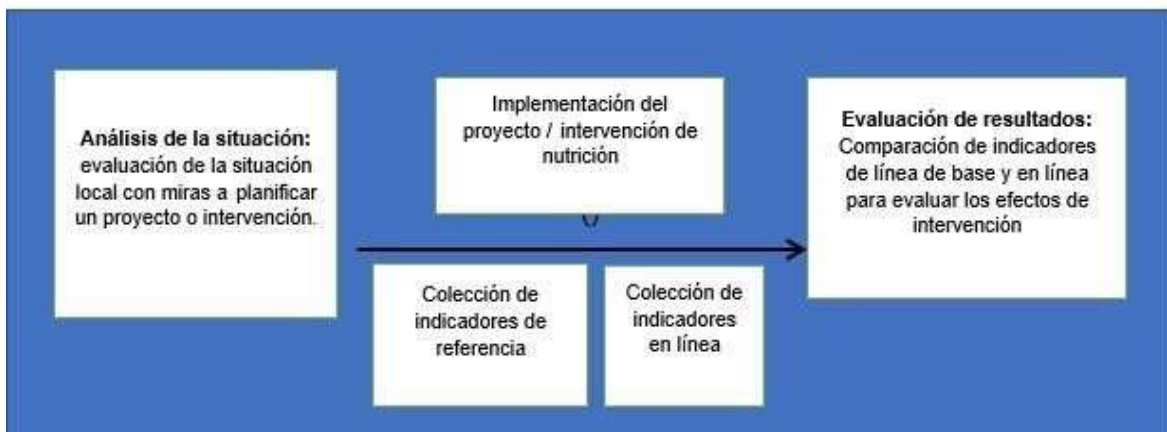 Análisis de la situación:
evaluación de la situación
local con miras a planificar
un proyecto o intervención.
Implementación del
proyecto / intervención de
nutrición
Colección de
indicadores de
referencia
Colección de
indicadores
en línea
Evaluación de resultados:
Comparación de indicadores
de línea de base y en línea
para evaluar los efectos de
intervención